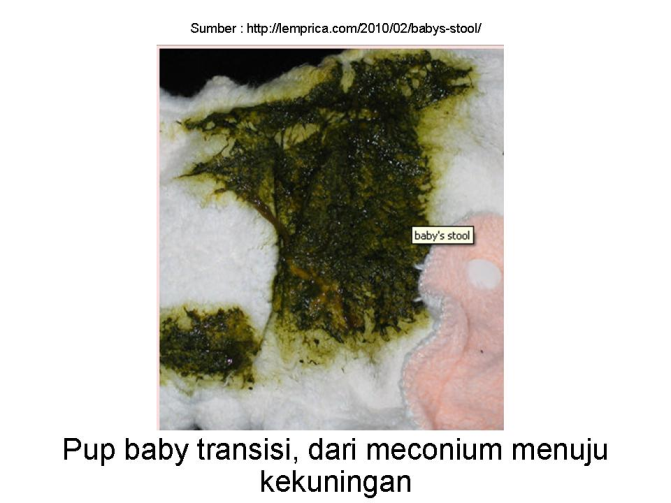 Sumber : http://lemprica.com/2010/02/babys-stool/
baby's stool
Pup baby transisi, dari meconium menuju
kekuningan